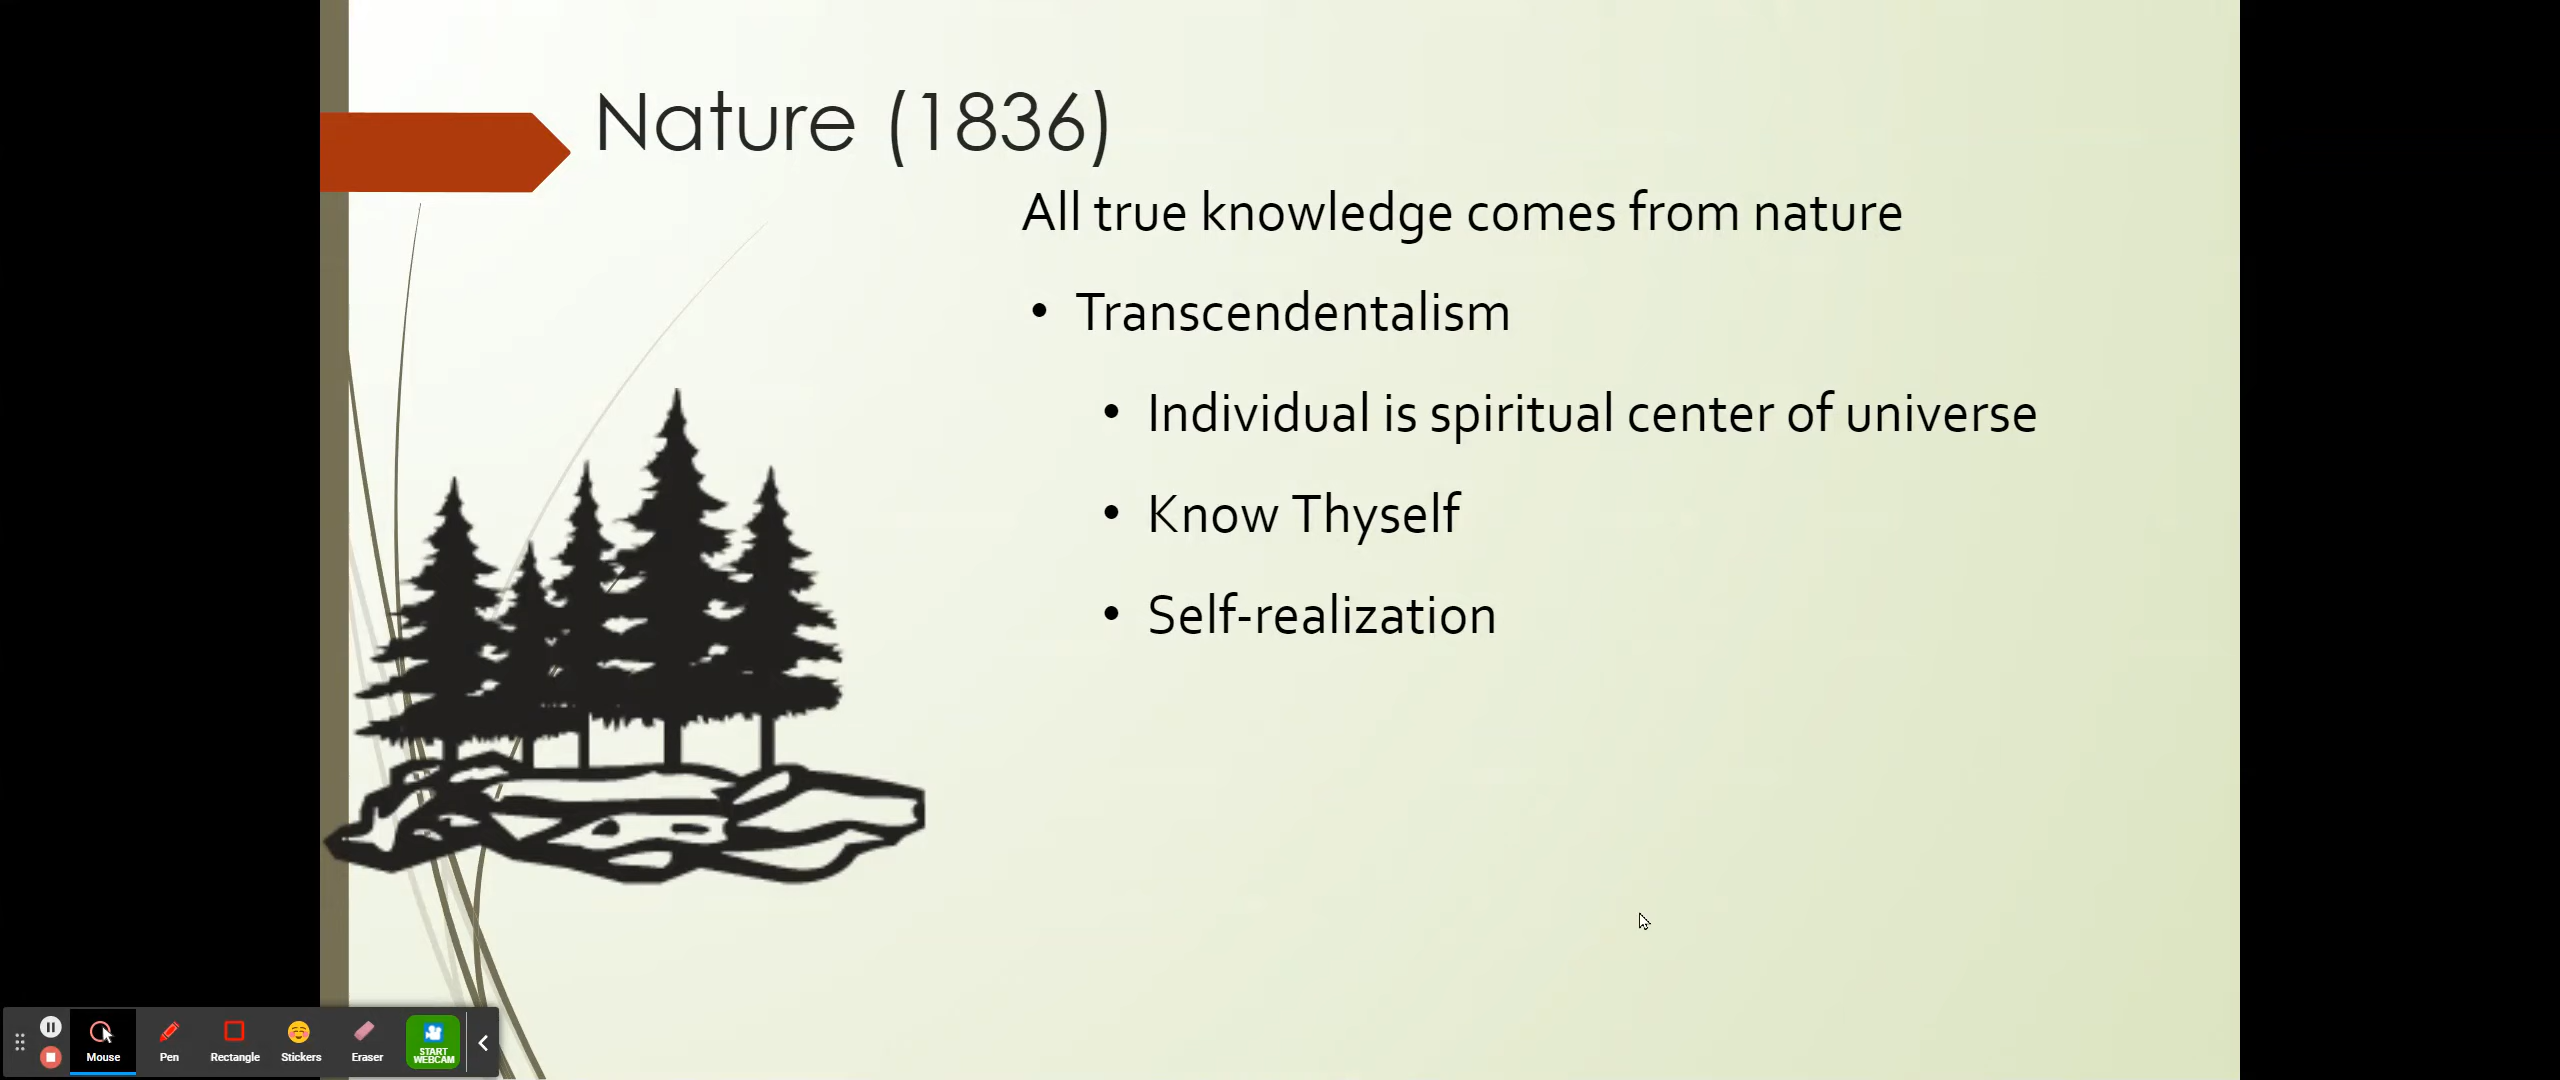 Nature (1836)
All true knowledge comes from nature
• Transcendentalism
• Individual is spiritual center of universe
• Know Thyself
• Self-realization
Mouse
Pen
Rectangle
Stickers
Eraser
START
WEBCAM